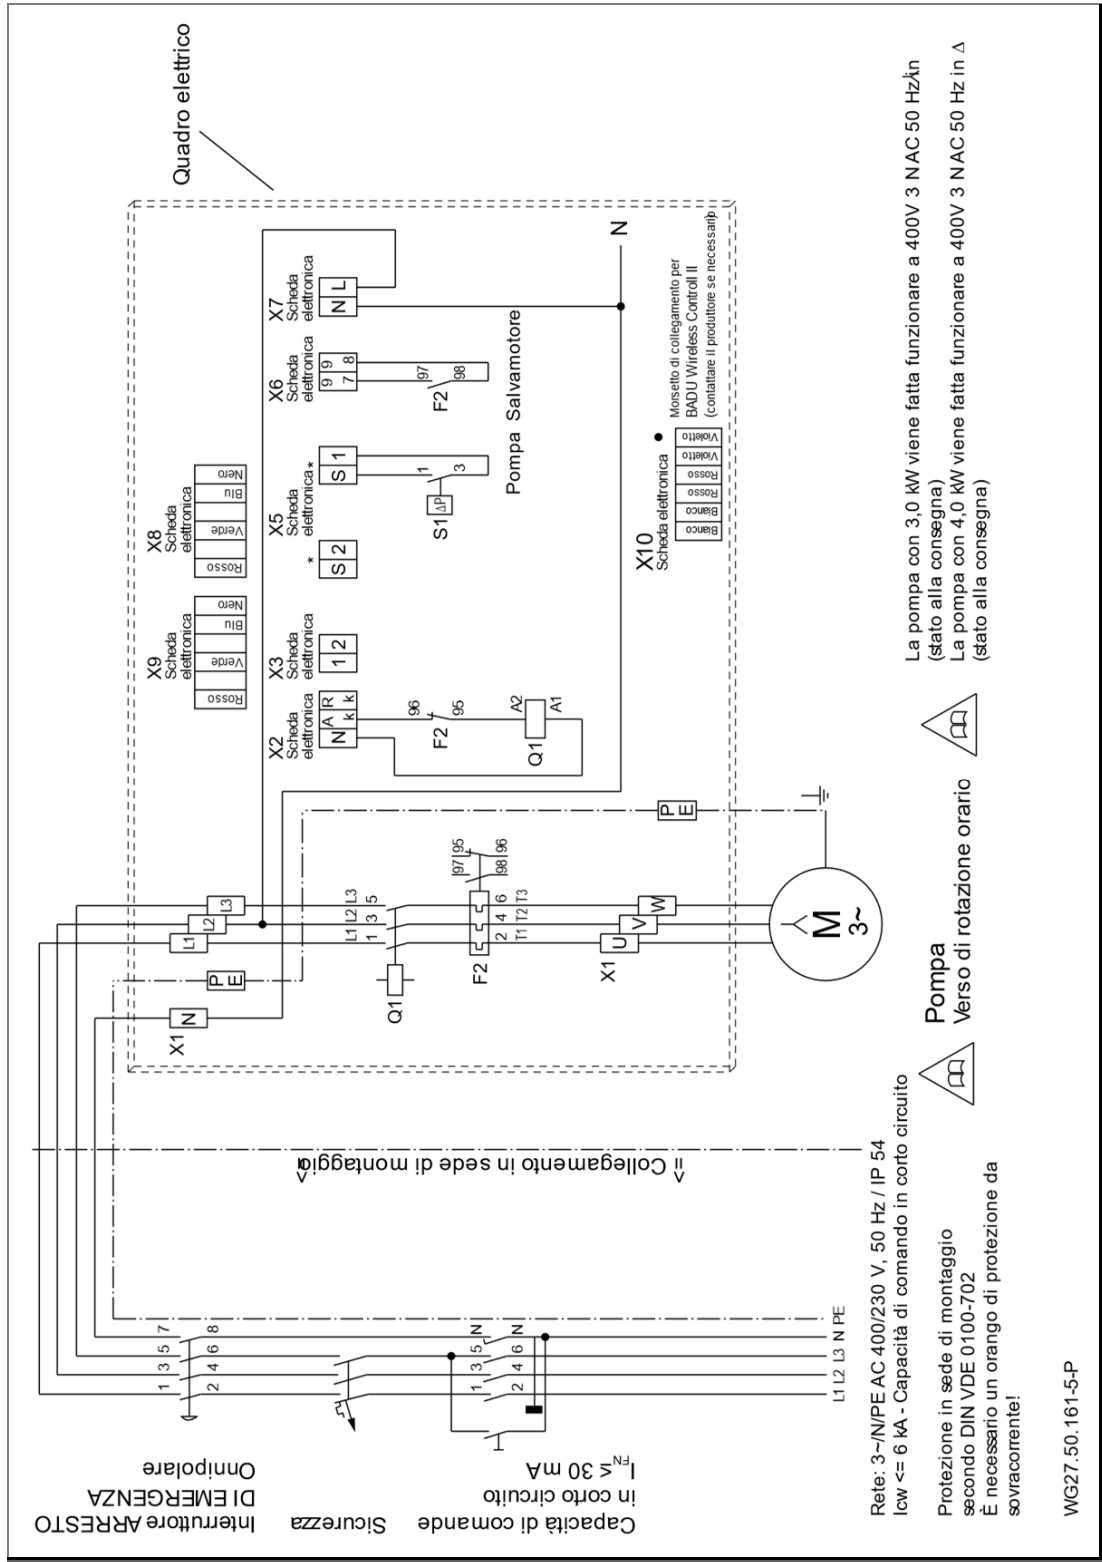 Quadro elettrico
X9
Scheda
elettronica
Rosso
Verde
Blu
Nero
X8
Scheda
elettronica
Rosso
Verde
Blu
Nero
X2
Scheda
elettronica
N
A
k
R
k
X3
Scheda
elettronica
1 2
*
S 2
X5
Scheda
elettronica*
S 1
X6
Scheda
elettronica
9
7
9
8
X7
Scheda
elettronica
N L
96
F2
95
A2
Q1
A1
1
S1
ΔP
3
97
F2
98
Pompa Salvamotore
N
X10
Scheda elettronica
Bianco
Bianco
Rosso
Rosso
Violetto
Violetto
Morsetto di collegamento per
BADU Wireless Controll II
(contattare il produttore se necessario)
X1
N
P
E
L1
L2
L3
L1 L2 L3
1 3 5
Q1
F2
97 95
98 96
2 4 6
T1 T2 T3
X1
U
V
W
P
E
M
3~
=> Collegamento in sede di montaggio =>
Interruttore ARRESTO
DI EMERGENZA
Onnipolare
1 3 5 7
2 4 6 8
Sicurezza
Capacità di comande
in corto circuito
I FN ≤ 30 mA
1 3 5 N
2 4 6 N
L1 L2 L3 N PE
Rete: 3~/N/PE AC 400/230 V, 50 Hz / IP 54
Icw <= 6 kA - Capacità di comando in corto circuito
Protezione in sede di montaggio
secondo DIN VDE 0100-702
È necessario un orango di protezione da
sovracorrente!
Pompa
Verso di rotazione orario
La pompa con 3,0 kW viene fatta funzionare a 400V 3 N AC 50 Hz⅄in
(stato alla consegna)
La pompa con 4,0 kW viene fatta funzionare a 400V 3 N AC 50 Hz in Δ
(stato alla consegna)
WG27.50.161-5-P